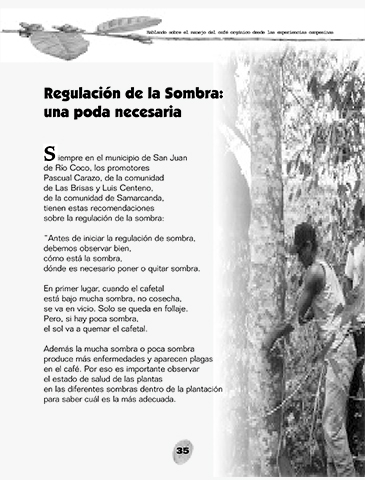 Hablando sobre el manejo del café orgánico desde las experiencias campesinas
Regulación de la Sombra:
una poda necesaria
Siempre en el municipio de San Juan
de Río Coco, los promotores
Pascual Carazo, de la comunidad
de Las Brisas y Luis Centeno,
de la comunidad de Samarcanda,
tienen estas recomendaciones
sobre la regulación de la sombra:
"Antes de iniciar la regulación de sombra,
debemos observar bien,
cómo está la sombra,
dónde es necesario poner o quitar sombra.
En primer lugar, cuando el cafetal
está bajo mucha sombra, no cosecha,
se va en vicio. Solo se queda en follaje.
Pero, si hay poca sombra,
el sol va a quemar el cafetal.
Además la mucha sombra o poca sombra
produce más enfermedades y aparecen plagas
en el café. Por eso es importante observar
el estado de salud de las plantas
en las diferentes sombras dentro de la plantación
para saber cuál es la más adecuada.
35